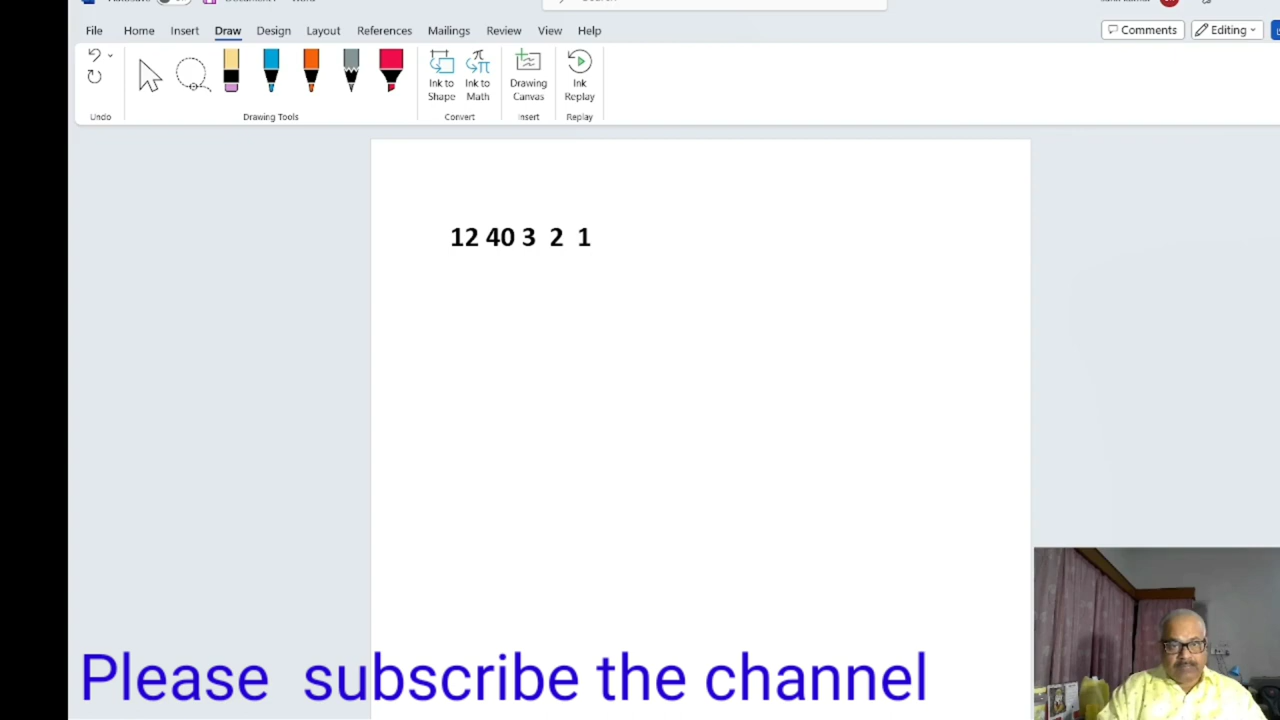 File Home Insert Draw Design Layout References Mailings Review View Help
Comments Editing
Ink to Shape
Ink to Math
Drawing Canvas
Ink Replay
Undo Drawing Tools Convert Insert Replay
12 40 3 2 1
Please subscribe the channel